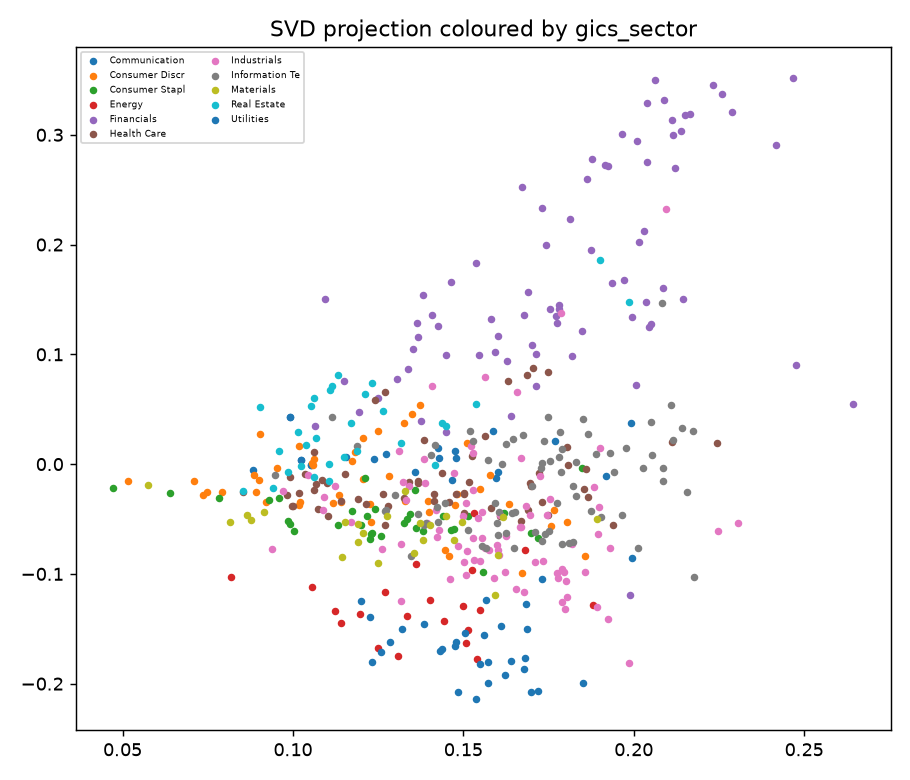 SVD projection coloured by gics_sector
Communication
Consumer Discr
Consumer Stapl
Energy
Financials
Health Care
Industrials
Information Te
Materials
Real Estate
Utilities
0.3
0.2
0.1
0.0
−0.1
−0.2
0.05
0.10
0.15
0.20
0.25